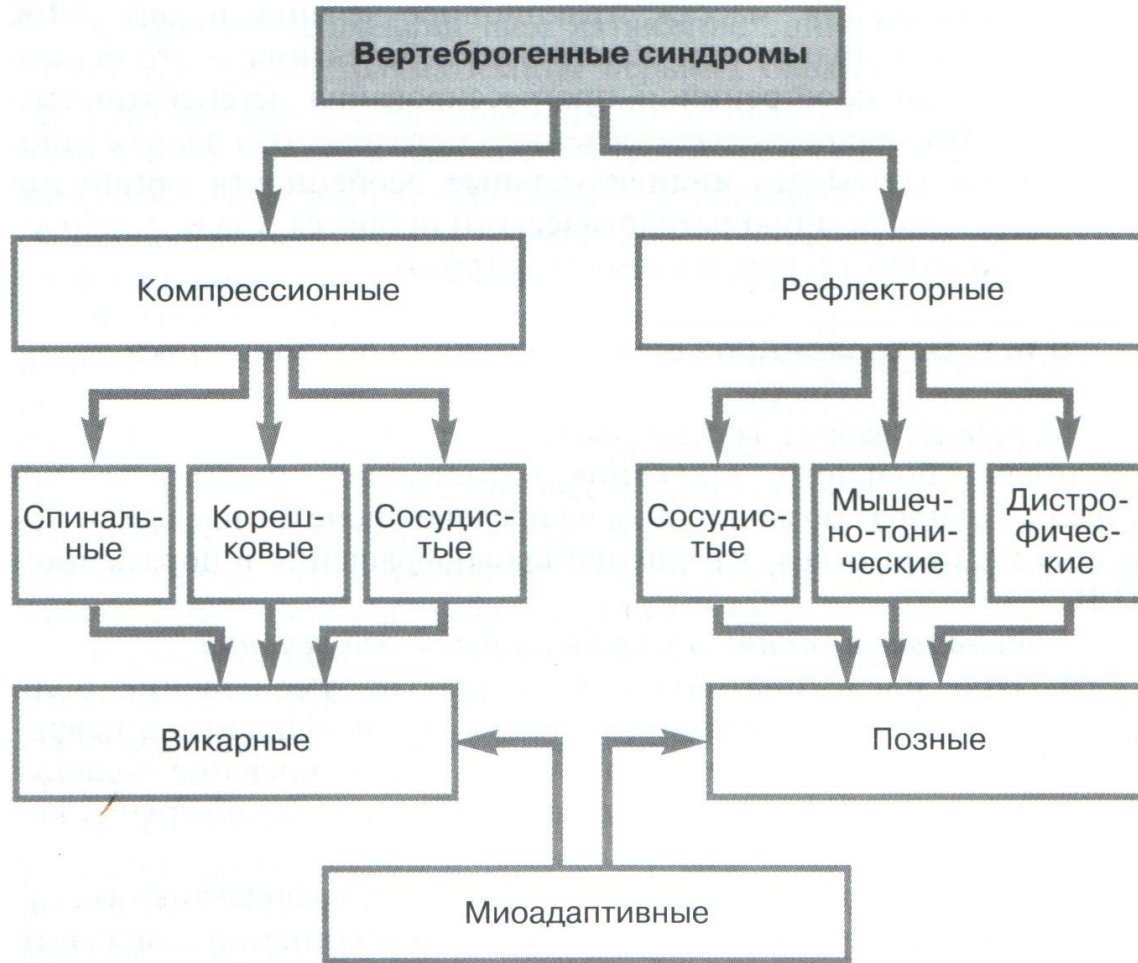 Вертеброгенные синдромы
Компрессионные
Рефлекторные
Спиналь-
ные
Кореш-
ковые
Сосудис-
тые
Сосудис-
тые
Мышеч-
но-тони-
ческие
Дистро-
фичес-
кие
Викарные
Позные
Миоадаптивные